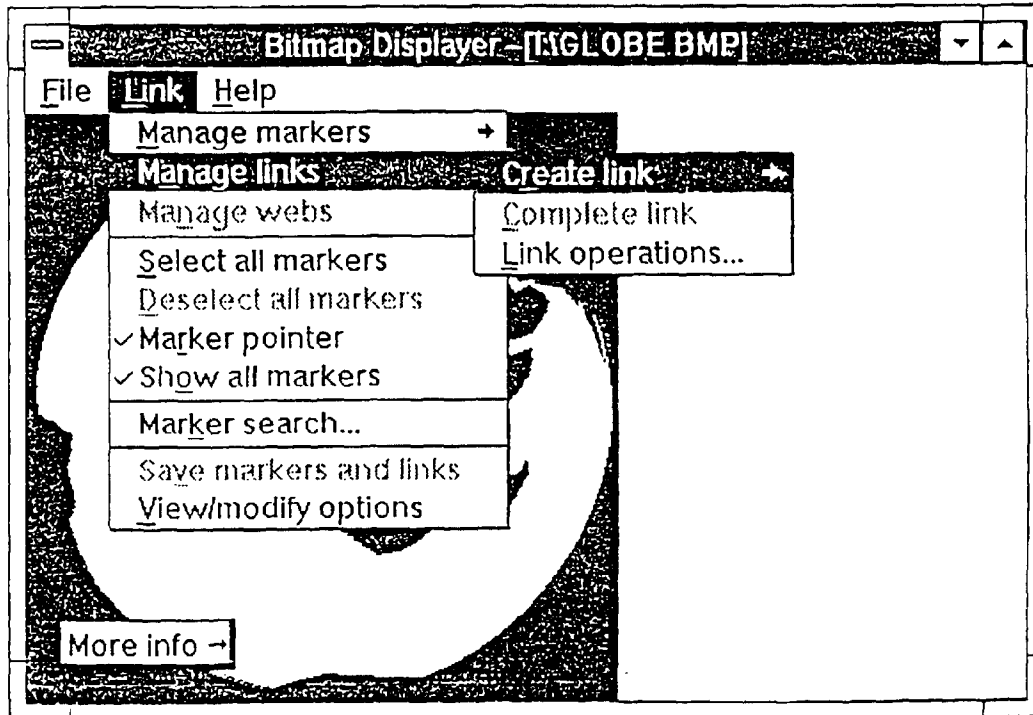 Bitmap Displayer-[T:\GLOBE.BMP]
File Link Help
Manage markers →
Manage links
Manage webs
Select all markers
Deselect all markers
✓Marker pointer
✓Show all markers
Marker search...
Save markers and links
View/modify options
Create link →
Complete link
Link operations...
More info →